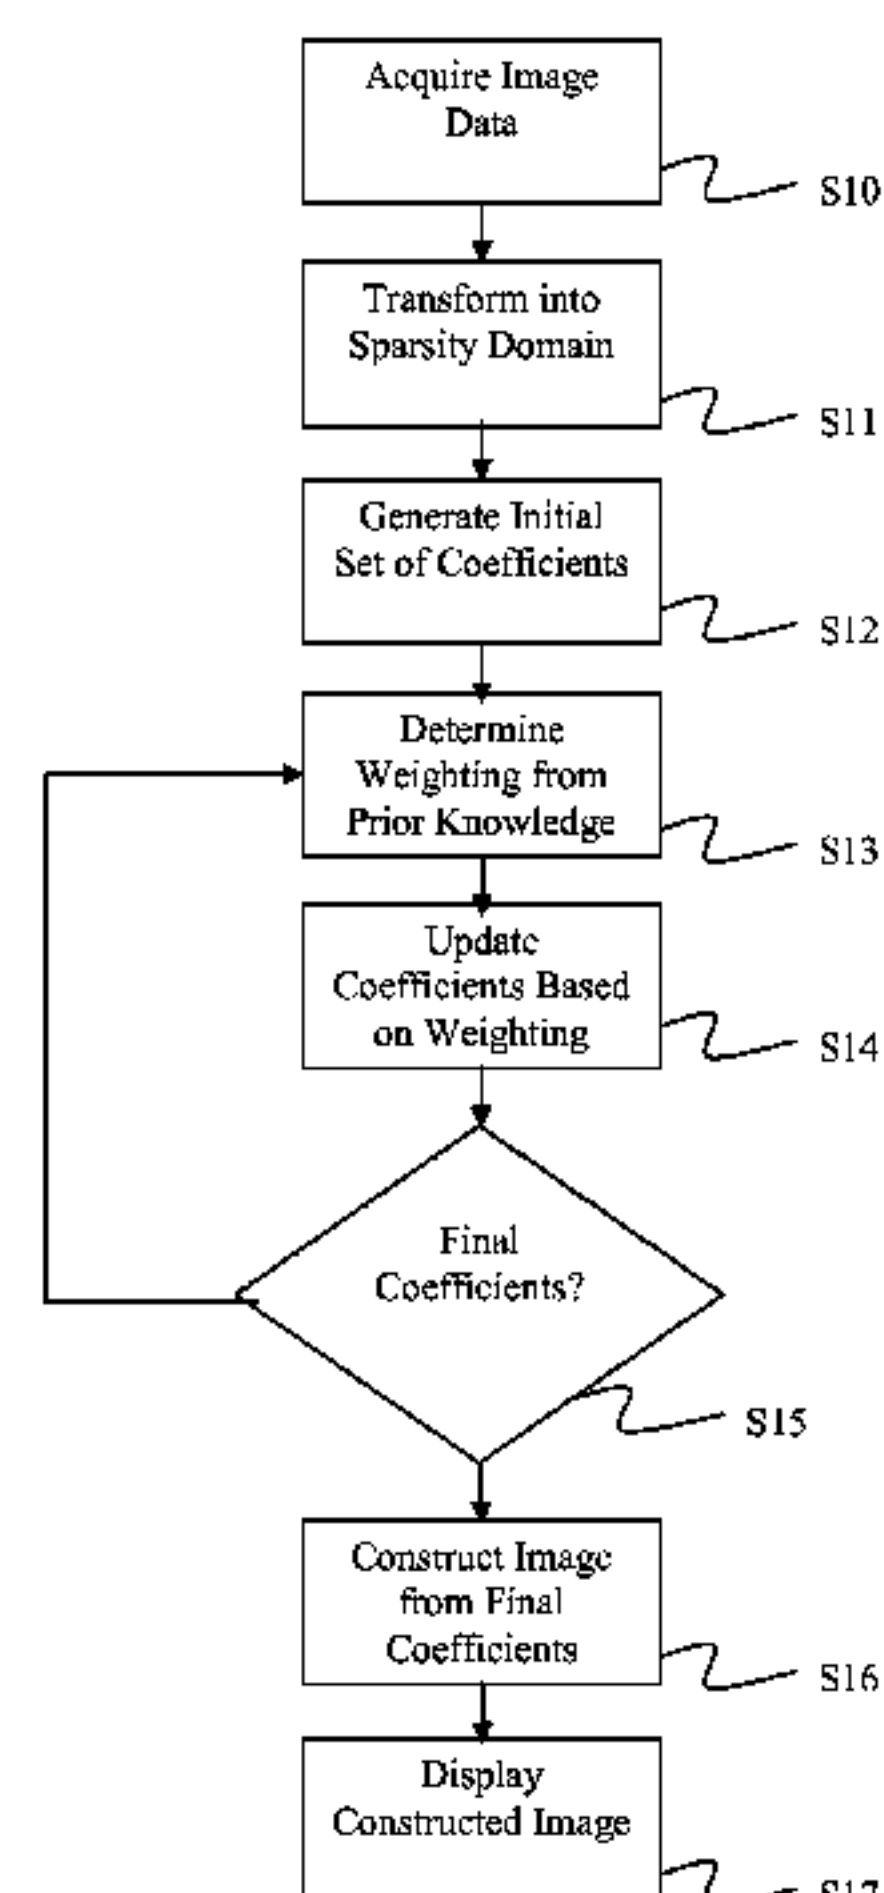 Acquire Image
Data
S10
Transform into
Sparsity Domain
S11
Generate Initial
Set of Coefficients
S12
Determine
Weighting from
Prior Knowledge
S13
Update
Coefficients Based
on Weighting
S14
Final
Coefficients?
S15
Construct Image
from Final
Coefficients
S16
Display
Constructed Image
S17